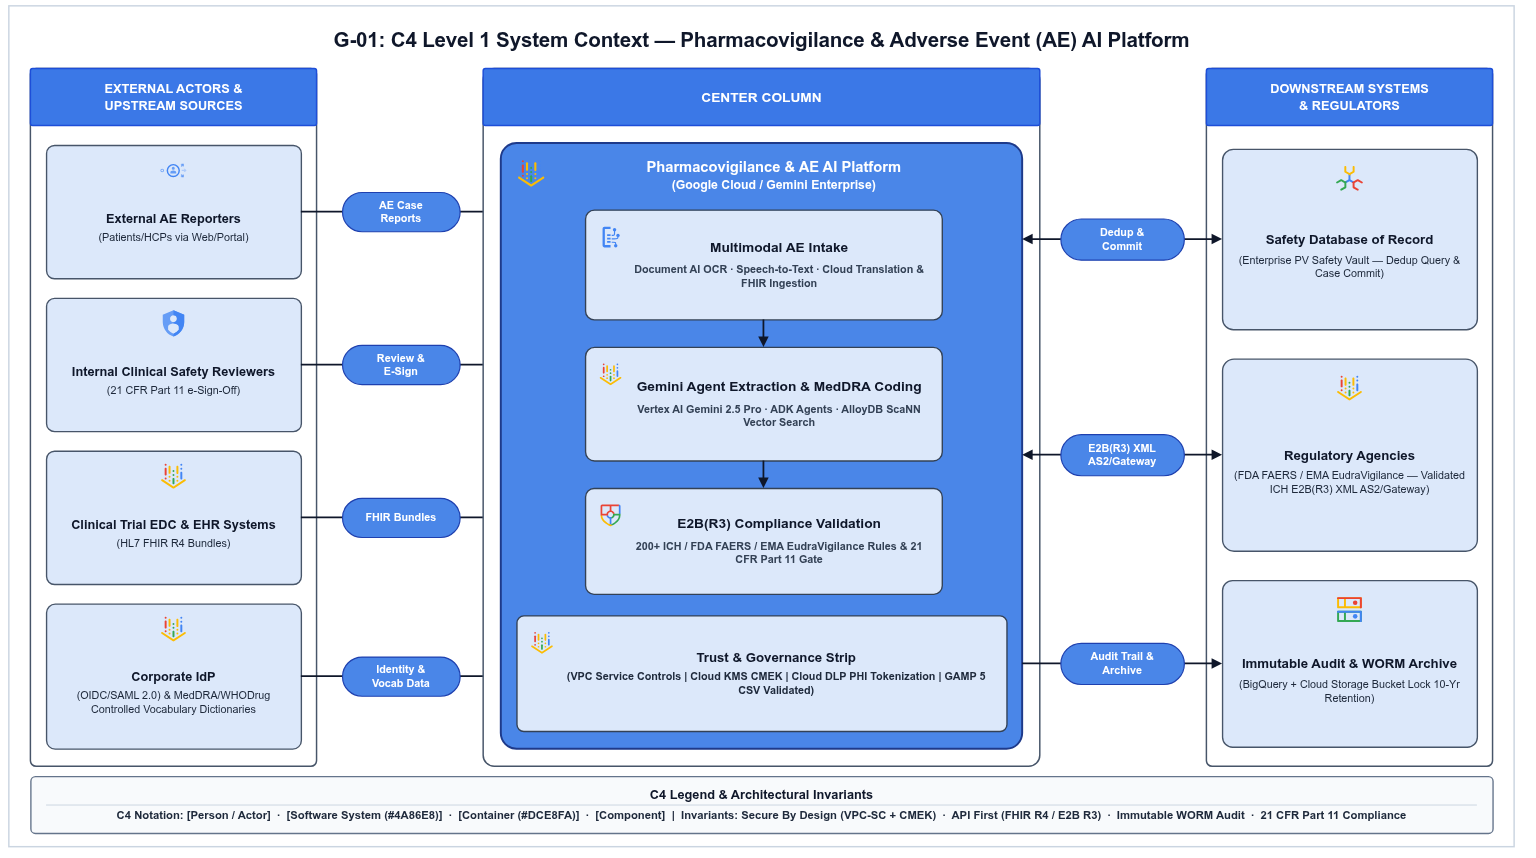 G-01: C4 Level 1 System Context — Pharmacovigilance & Adverse Event (AE) AI Platform
EXTERNAL ACTORS &
UPSTREAM SOURCES
External AE Reporters
(Patients/HCPs via Web/Portal)
Internal Clinical Safety Reviewers
(21 CFR Part 11 e-Sign-Off)
Clinical Trial EDC & EHR Systems
(HL7 FHIR R4 Bundles)
Corporate IdP
(OIDC/SAML 2.0) & MedDRA/WHODrug
Controlled Vocabulary Dictionaries
AE Case
Reports
Review &
E-Sign
FHIR Bundles
Identity &
Vocab Data
CENTER COLUMN
Pharmacovigilance & AE AI Platform
(Google Cloud / Gemini Enterprise)
Multimodal AE Intake
Document AI OCR · Speech-to-Text · Cloud Translation &
FHIR Ingestion
Gemini Agent Extraction & MedDRA Coding
Vertex AI Gemini 2.5 Pro · ADK Agents · AlloyDB ScaNN
Vector Search
E2B(R3) Compliance Validation
200+ ICH / FDA FAERS / EMA EudraVigilance Rules & 21
CFR Part 11 Gate
Trust & Governance Strip
(VPC Service Controls | Cloud KMS CMEK | Cloud DLP PHI Tokenization | GAMP 5
CSV Validated)
Dedup &
Commit
E2B(R3) XML
AS2/Gateway
Audit Trail &
Archive
DOWNSTREAM SYSTEMS
& REGULATORS
Safety Database of Record
(Enterprise PV Safety Vault — Dedup Query &
Case Commit)
Regulatory Agencies
(FDA FAERS / EMA EudraVigilance — Validated
ICH E2B(R3) XML AS2/Gateway)
Immutable Audit & WORM Archive
(BigQuery + Cloud Storage Bucket Lock 10-Yr
Retention)
C4 Legend & Architectural Invariants
C4 Notation: [Person / Actor] · [Software System (#4A86E8)] · [Container (#DCE8FA)] · [Component] | Invariants: Secure By Design (VPC-SC + CMEK) · API First (FHIR R4 / E2B R3) · Immutable WORM Audit · 21 CFR Part 11 Compliance